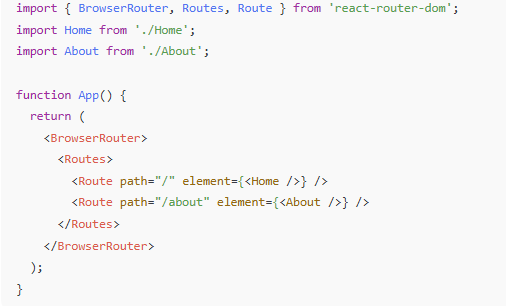 import { BrowserRouter, Routes, Route } from 'react-router-dom';
import Home from './Home';
import About from './About';

function App() {
  return (
    <BrowserRouter>
      <Routes>
        <Route path="/" element={<Home />} />
        <Route path="/about" element={<About />} />
      </Routes>
    </BrowserRouter>
  );
}